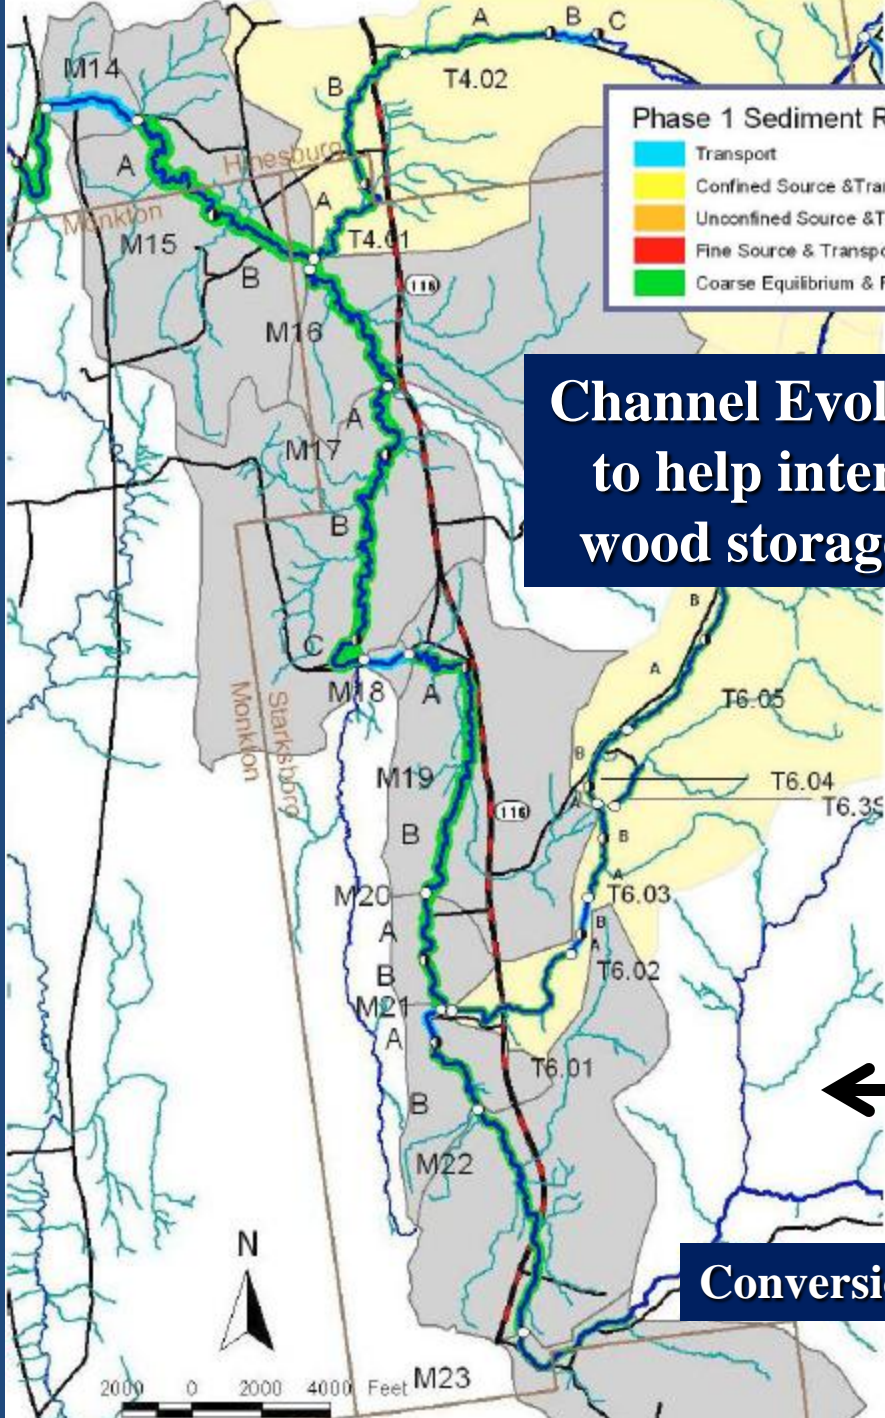 A B C
M14
B T4.02
Phase 1 Sediment R
Transport
Confined Source &Tra
Unconfined Source &T
Fine Source & Transpo
Coarse Equilibrium & F
Hinesburg
Monkton
A
A
M15
T4.01
B
116
M16
Channel Evol
to help inter
wood storage
A
M17
B
B
C
A
M18 A
T6.05
Monkton
Starksboro
B
M19
T6.04
A
T6.3S
116
B
B
A
M20
T6.03
A
B
A
T6.02
B
M21
A
T6.01
B
M22
N
Conversi
2000 0 2000 4000 Feet
M23